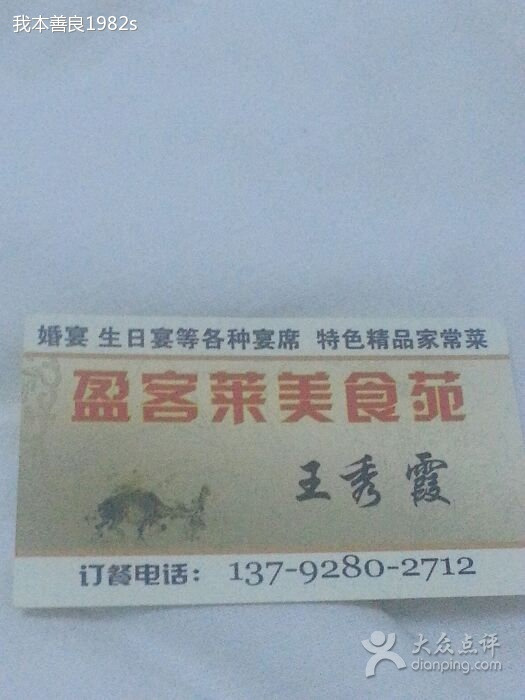 我本善良1982s
婚宴 生日宴等各种宴席 特色精品家常菜
盈客莱美食苑
王秀霞
订餐电话： 137-9280-2712
大众点评
dianping.com